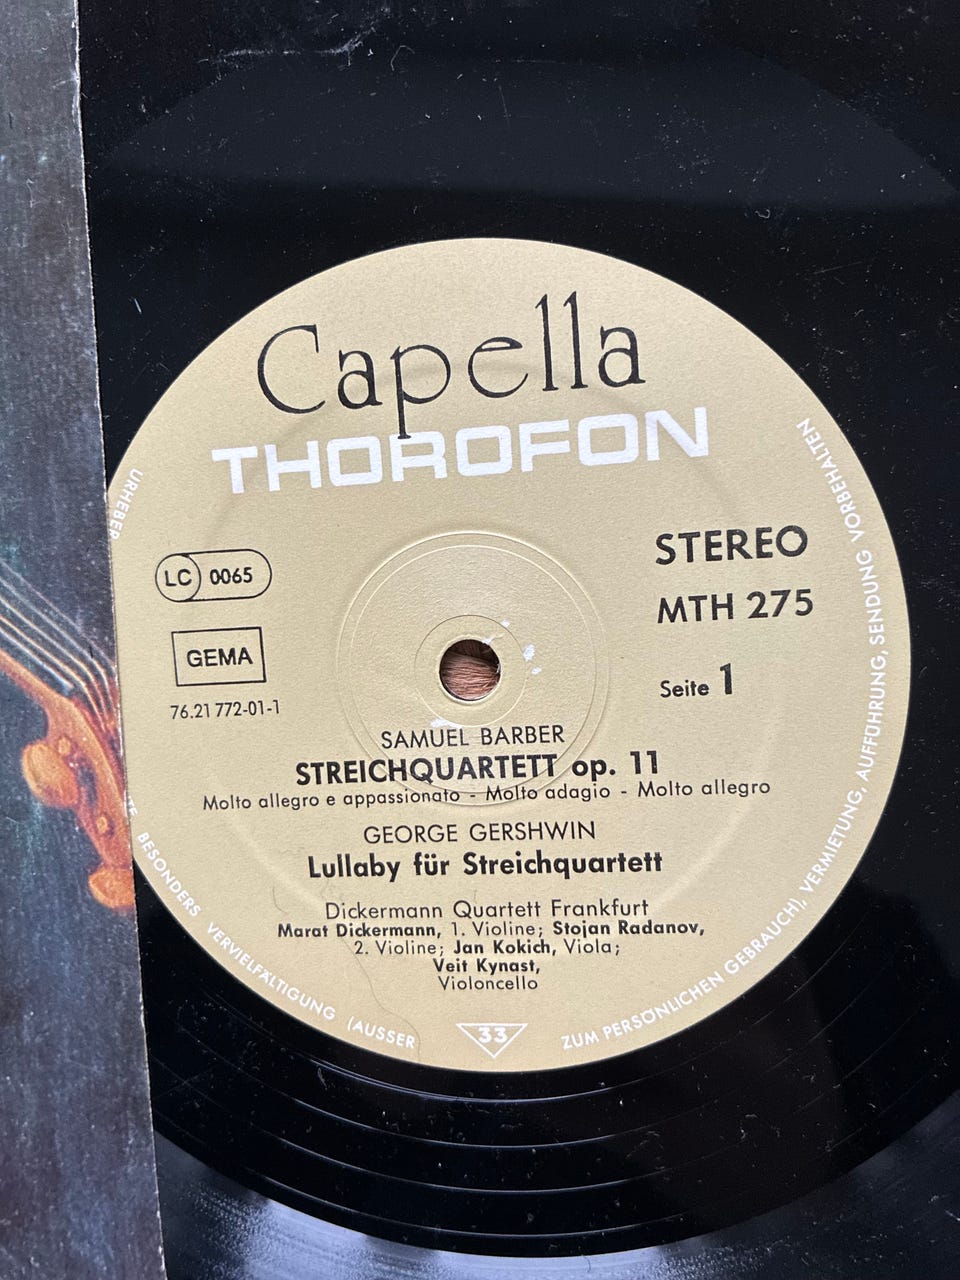 Capella
THOROFON
STEREO
MTH 275
Seite 1
LC 0065
GEMA
76.21 772-01-1
SAMUEL BARBER
STREICHQUARTETT op. 11
Molto allegro e appassionato - Molto adagio - Molto allegro
GEORGE GERSHWIN
Lullaby für Streichquartett
Dickermann Quartett Frankfurt
Marat Dickermann, 1. Violine; Stojan Radanov,
2. Violine; Jan Kokich, Viola;
Veit Kynast,
Violoncello
33
URHEBER
BESONDERS VERVIELFÄLTIGUNG (AUSSER ZUM PERSÖNLICHEN GEBRAUCH), VERMIETUNG, AUFFÜHRUNG, SENDUNG VORBEHALTEN